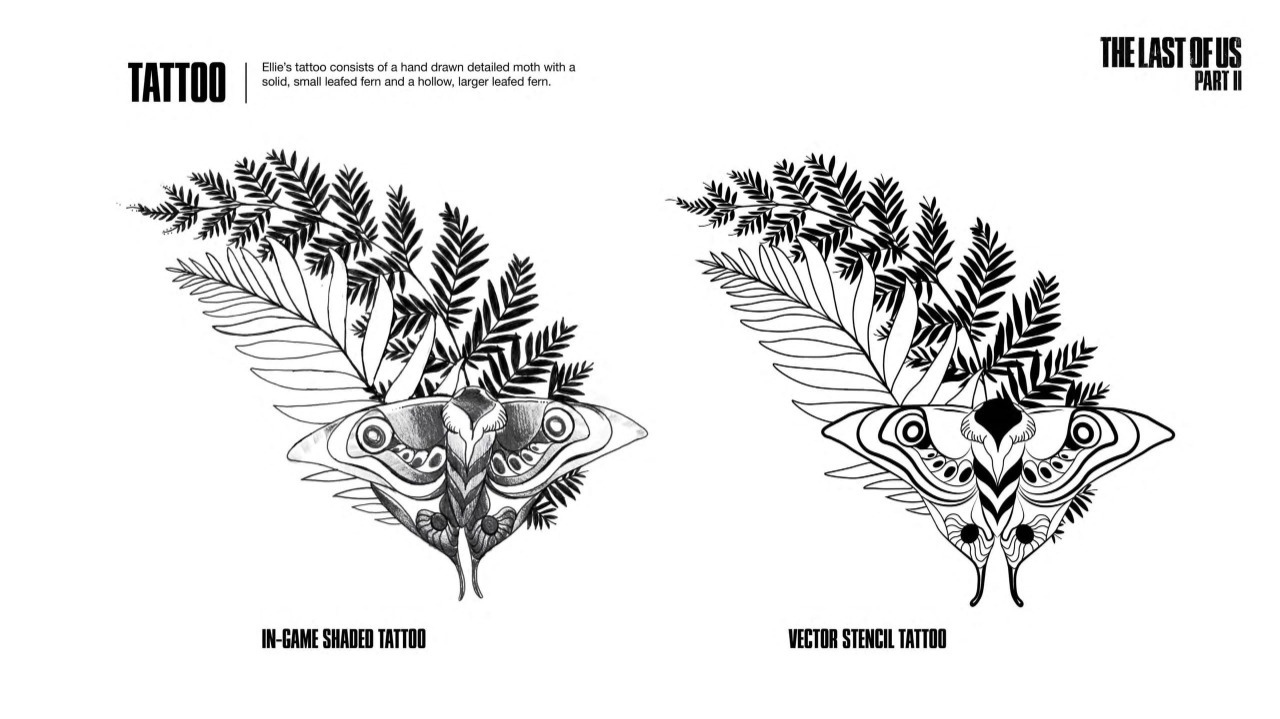 TATTOO
Ellie's tattoo consists of a hand drawn detailed moth with a
solid, small leafed fern and a hollow, larger leafed fern.
THE LAST OF US
PART II
IN-GAME SHADED TATTOO
VECTOR STENCIL TATTOO